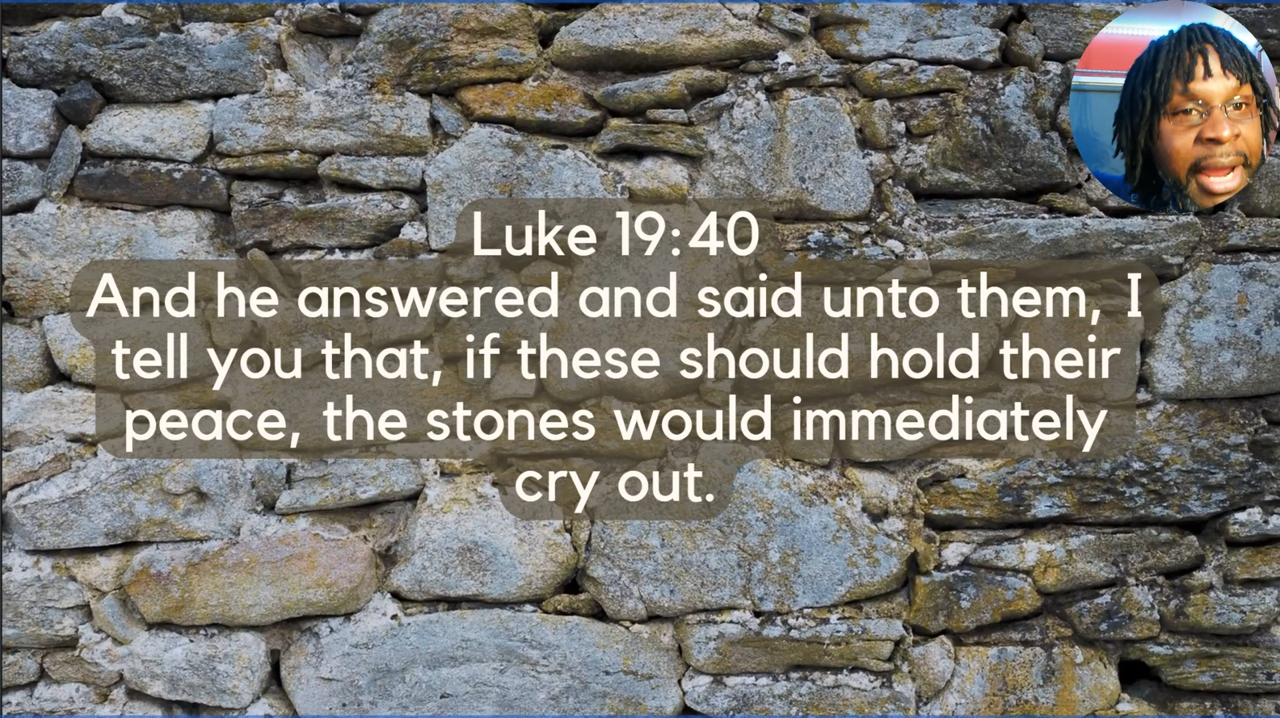 Luke 19:40
And he answered and said unto them, I
tell you that, if these should hold their
peace, the stones would immediately
cry out.